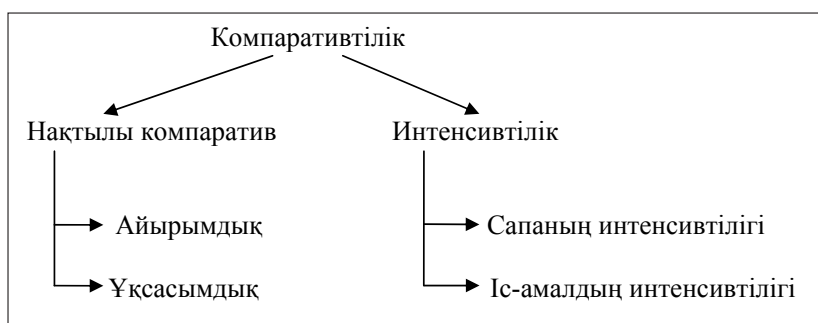 Компаративтілік
Нақтылы компаратив
Интенсивтілік
Айырымдық
Сапаның интенсивтілігі
Ұқсасымдық
Іс-амалдың интенсивтілігі